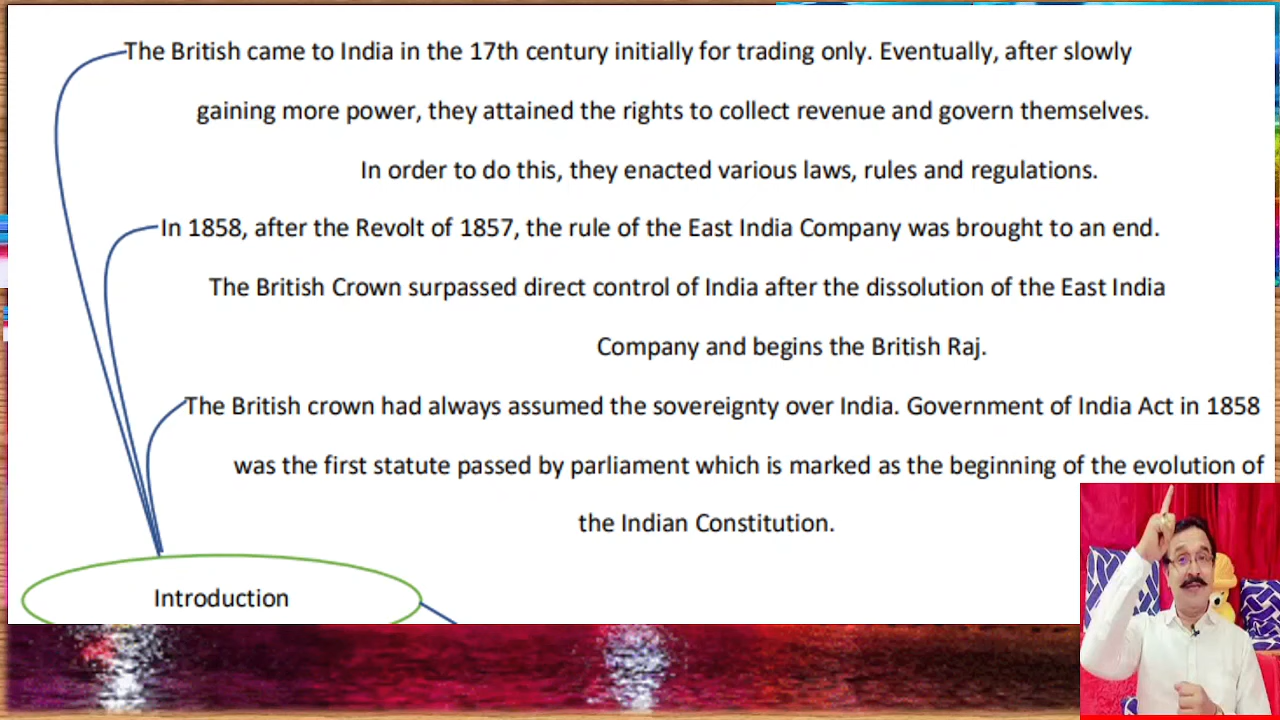 The British came to India in the 17th century initially for trading only. Eventually, after slowly
gaining more power, they attained the rights to collect revenue and govern themselves.
In order to do this, they enacted various laws, rules and regulations.
In 1858, after the Revolt of 1857, the rule of the East India Company was brought to an end.
The British Crown surpassed direct control of India after the dissolution of the East India
Company and begins the British Raj.
The British crown had always assumed the sovereignty over India. Government of India Act in 1858
was the first statute passed by parliament which is marked as the beginning of the evolution of
the Indian Constitution.
Introduction